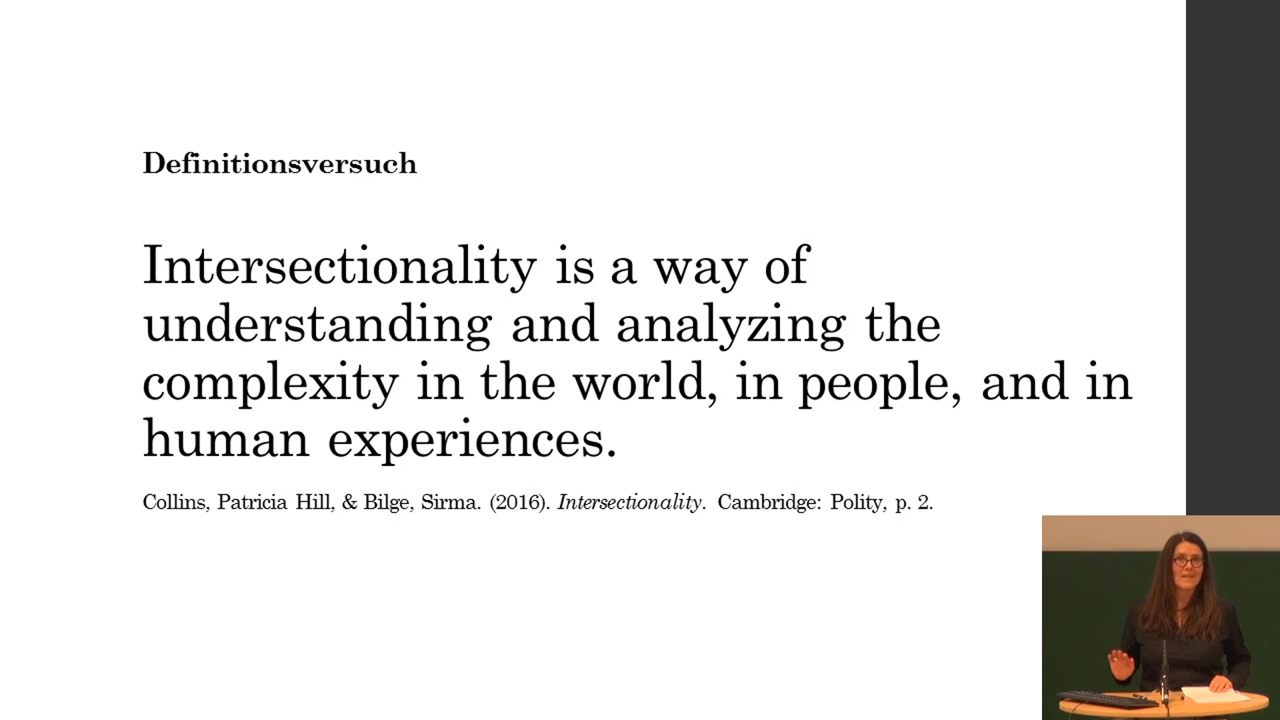 Definitionsversuch
Intersectionality is a way of
understanding and analyzing the
complexity in the world, in people, and in
human experiences.
Collins, Patricia Hill, & Bilge, Sirma. (2016). Intersectionality. Cambridge: Polity, p. 2.